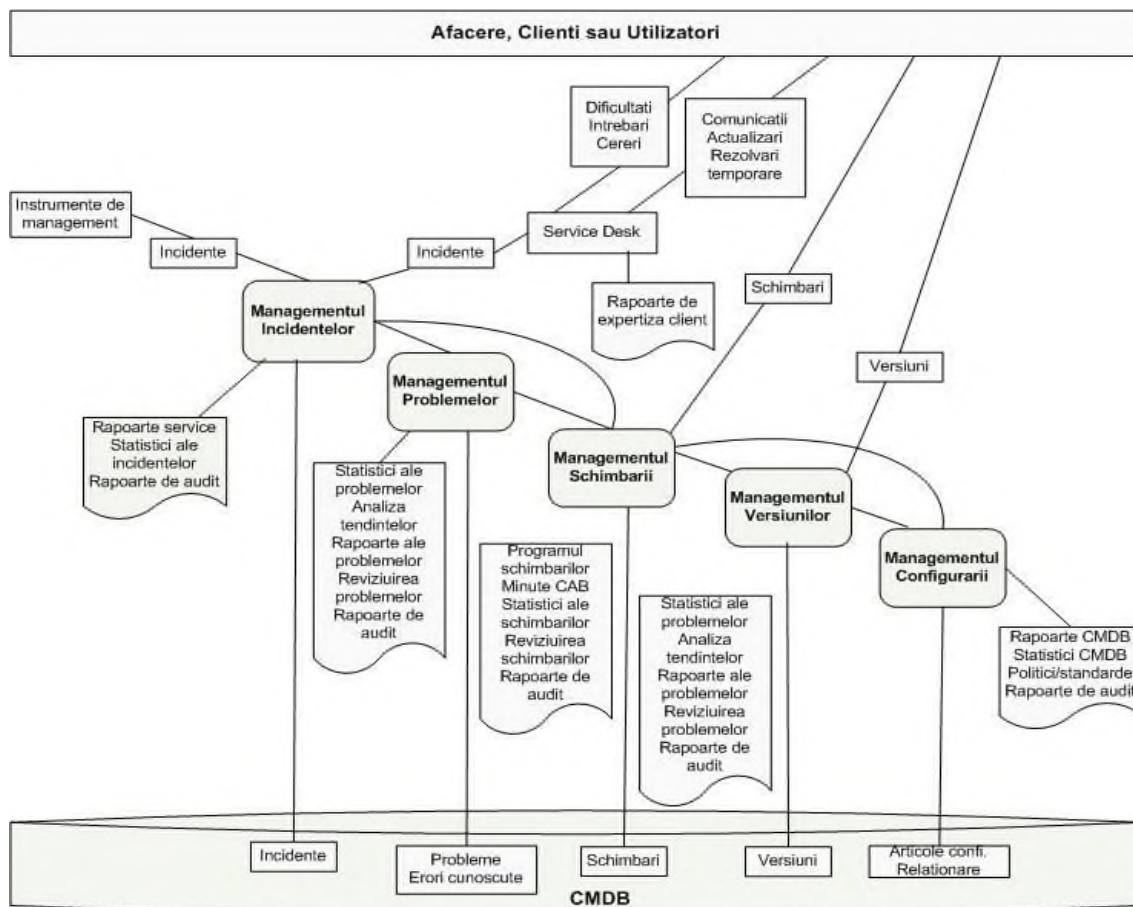 Afacere, Clienti sau Utilizatori
Dificultati
Intrebari
Cereri
Comunicatii
Actualizari
Rezolvari
temporare
Instrumente de
management
Incidente
Incidente
Service Desk
Schimbari
Rapoarte de
expertiza client
Managementul
Incidentelor
Versiuni
Managementul
Problemelor
Rapoarte service
Statistici ale
incidentelor
Rapoarte de audit
Managementul
Schimbarii
Statistici ale
problemelor
Analiza
tendintelor
Rapoarte ale
problemelor
Reviziuirea
problemelor
Rapoarte de
audit
Managementul
Versiunilor
Managementul
Configurarii
Programul
schimbarilor
Minute CAB
Statistici ale
schimbarilor
Reviziuirea
schimbarilor
Rapoarte de
audit
Statistici ale
problemelor
Analiza
tendintelor
Rapoarte ale
problemelor
Reviziuirea
problemelor
Rapoarte de
audit
Rapoarte CMDB
Statistici CMDB
Politici/standarde
Rapoarte de audit
Incidente
Probleme
Erori cunoscute
Schimbari
Versiuni
Articole confi.
Relationare
CMDB